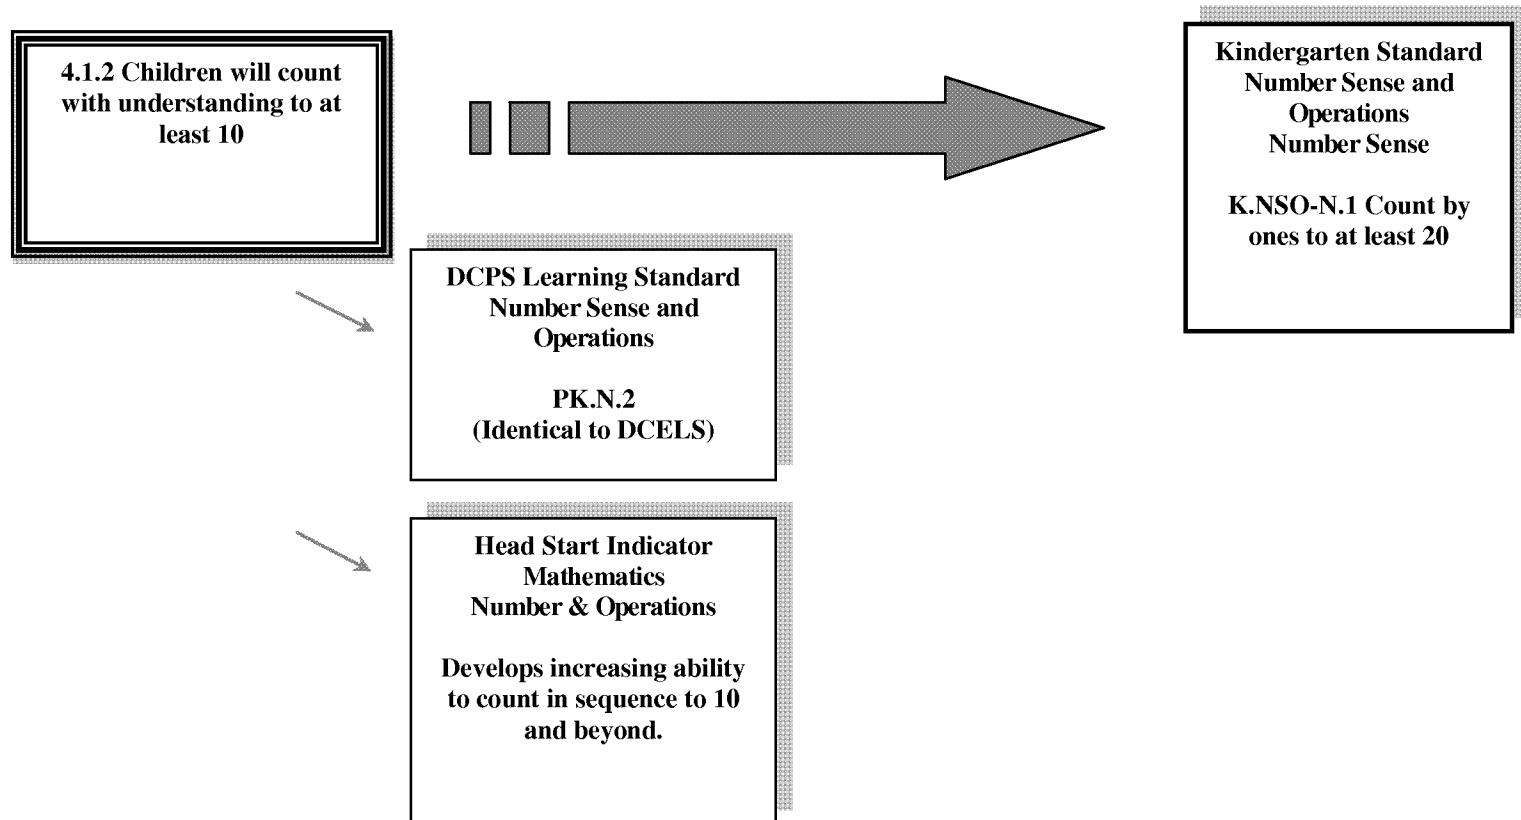 4.1.2 Children will count
with understanding to at
least 10
Kindergarten Standard
Number Sense and
Operations
Number Sense
K.NSO-N.1 Count by
ones to at least 20
DCPS Learning Standard
Number Sense and
Operations
PK.N.2
(Identical to DCELS)
Head Start Indicator
Mathematics
Number & Operations
Develops increasing ability
to count in sequence to 10
and beyond.